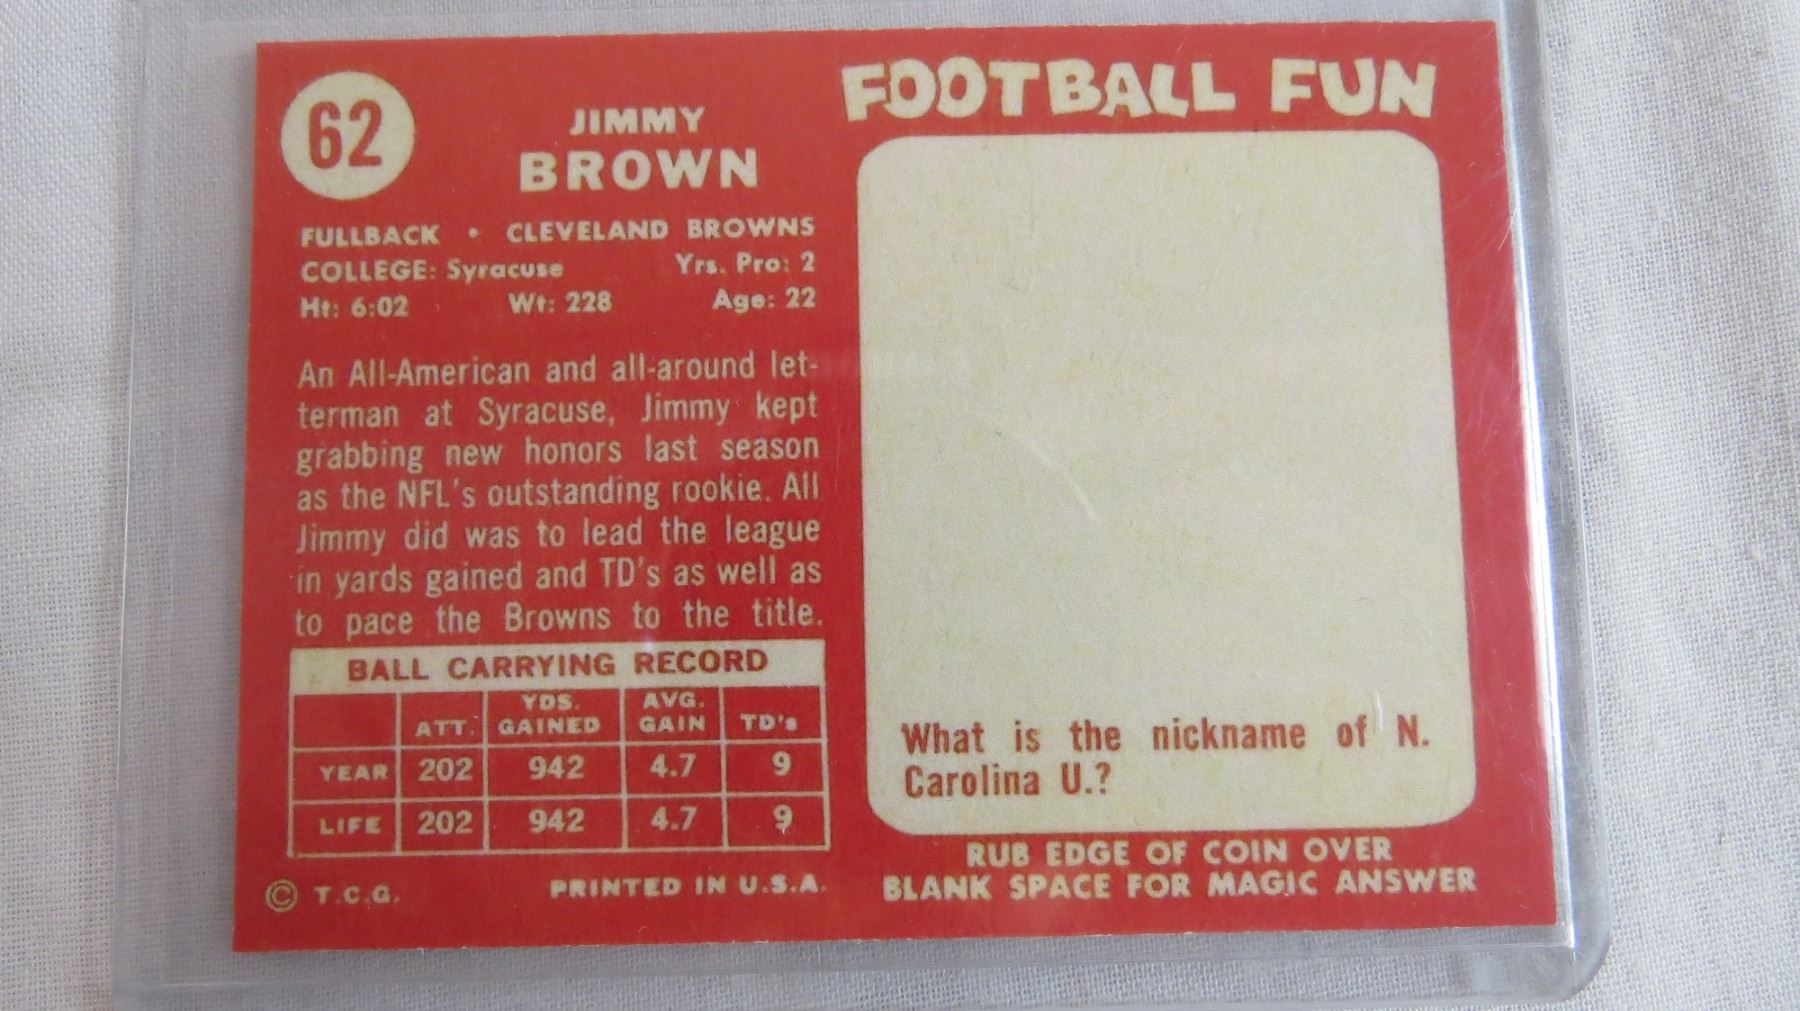 62
JIMMY
BROWN
FULLBACK • CLEVELAND BROWNS
COLLEGE: Syracuse Yrs. Pro: 2
Ht: 6:02 Wt: 228 Age: 22
An All-American and all-around let-
terman at Syracuse, Jimmy kept
grabbing new honors last season
as the NFL's outstanding rookie. All
Jimmy did was to lead the league
in yards gained and TD's as well as
to pace the Browns to the title.
BALL CARRYING RECORD
ATT. YDS. GAINED AVG. GAIN TD's
YEAR 202 942 4.7 9
LIFE 202 942 4.7 9
© T.C.G. PRINTED IN U.S.A.
FOOTBALL FUN
What is the nickname of N.
Carolina U.?
RUB EDGE OF COIN OVER
BLANK SPACE FOR MAGIC ANSWER